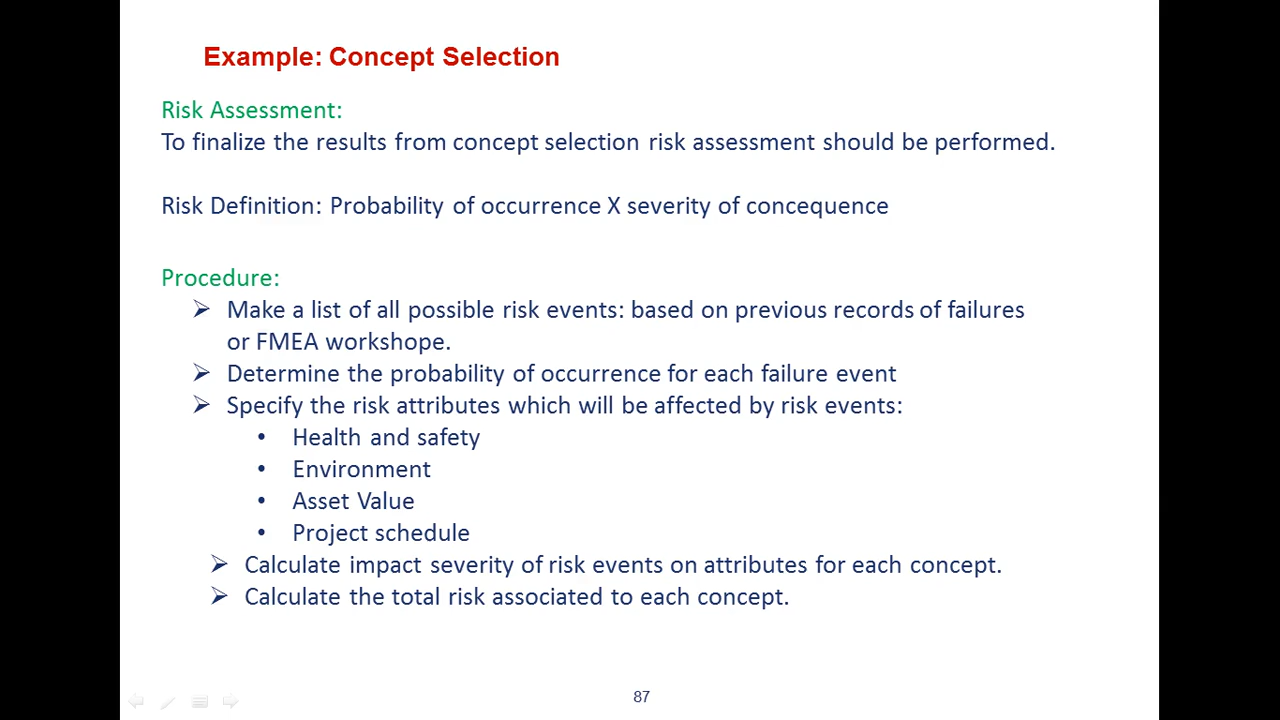 Example: Concept Selection
Risk Assessment:
To finalize the results from concept selection risk assessment should be performed.
Risk Definition: Probability of occurrence X severity of concequence
Procedure:
➢ Make a list of all possible risk events: based on previous records of failures
or FMEA workshope.
➢ Determine the probability of occurrence for each failure event
➢ Specify the risk attributes which will be affected by risk events:
• Health and safety
• Environment
• Asset Value
• Project schedule
➢ Calculate impact severity of risk events on attributes for each concept.
➢ Calculate the total risk associated to each concept.
87